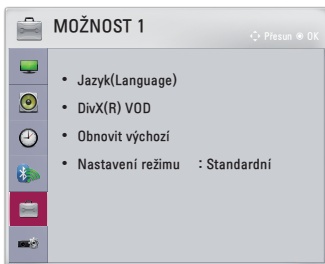 MOŽNOST 1
Přesun OK
• Jazyk(Language)
• DivX(R) VOD
• Obnovit výchozí
• Nastavení režimu : Standardní